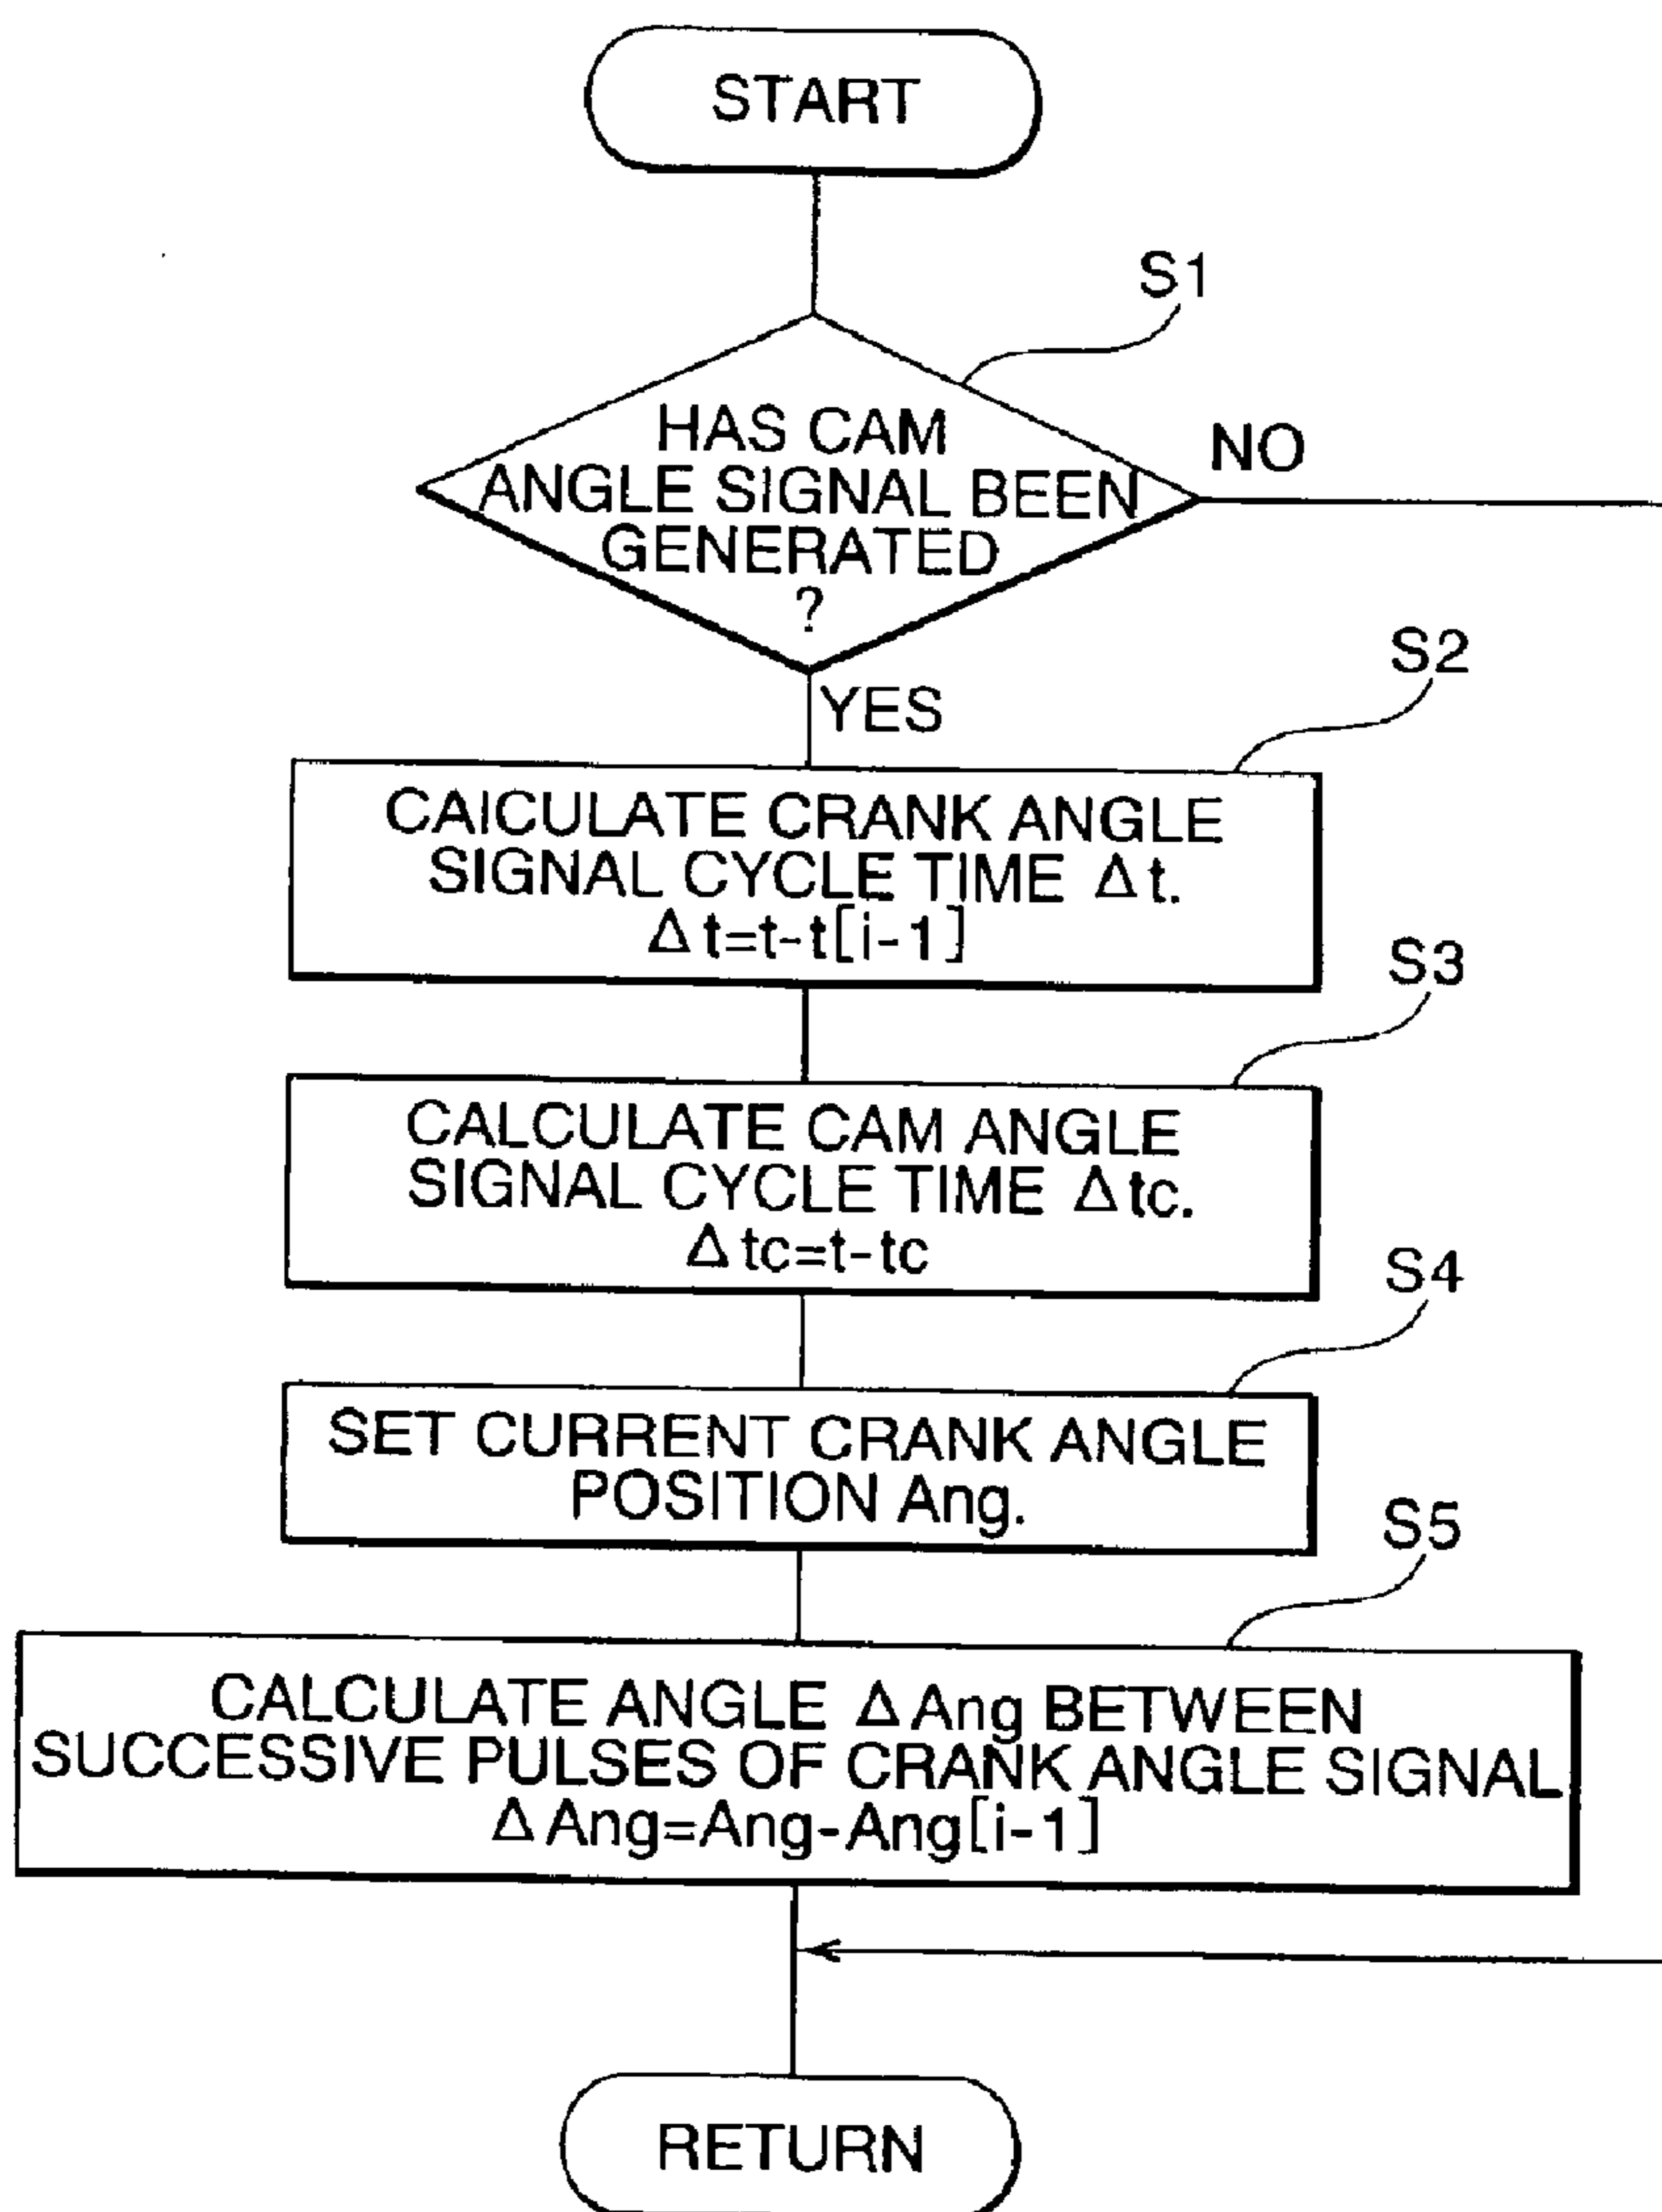 START
S1
HAS CAM
ANGLE SIGNAL BEEN
GENERATED
?
NO
YES
S2
CAlCULATE CRANK ANGLE
SIGNAL CYCLE TIME Δt.
Δt=t-t[i-1]
S3
CALCULATE CAM ANGLE
SIGNAL CYCLE TIME Δtc.
Δtc=t-tc
S4
SET CURRENT CRANK ANGLE
POSITION Ang.
S5
CALCULATE ANGLE ΔAng BETWEEN
SUCCESSIVE PULSES OF CRANK ANGLE SIGNAL
ΔAng=Ang-Ang[i-1]
RETURN